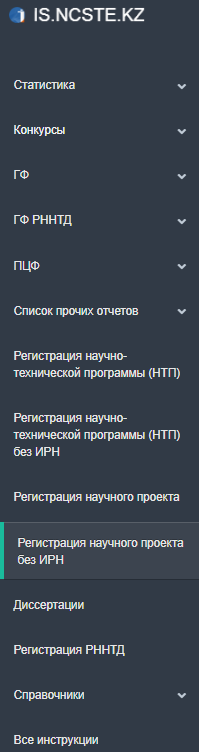 IS.NCSTE.KZ
Статистика
Конкурсы
ГФ
ГФ РННТД
ПЦФ
Список прочих отчетов
Регистрация научно-
технической программы (НТП)
Регистрация научно-
технической программы (НТП)
без ИРН
Регистрация научного проекта
Регистрация научного проекта
без ИРН
Диссертации
Регистрация РННТД
Справочники
Все инструкции